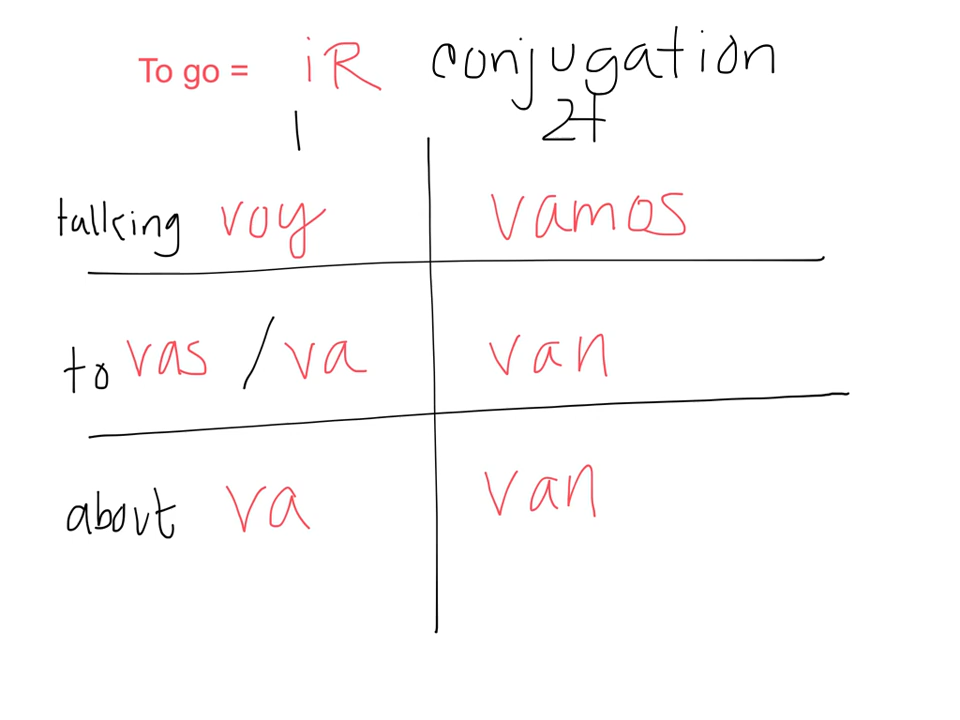 To go = iR conjugation
1 2+
talking voy vamos
to vas / va van
about va van